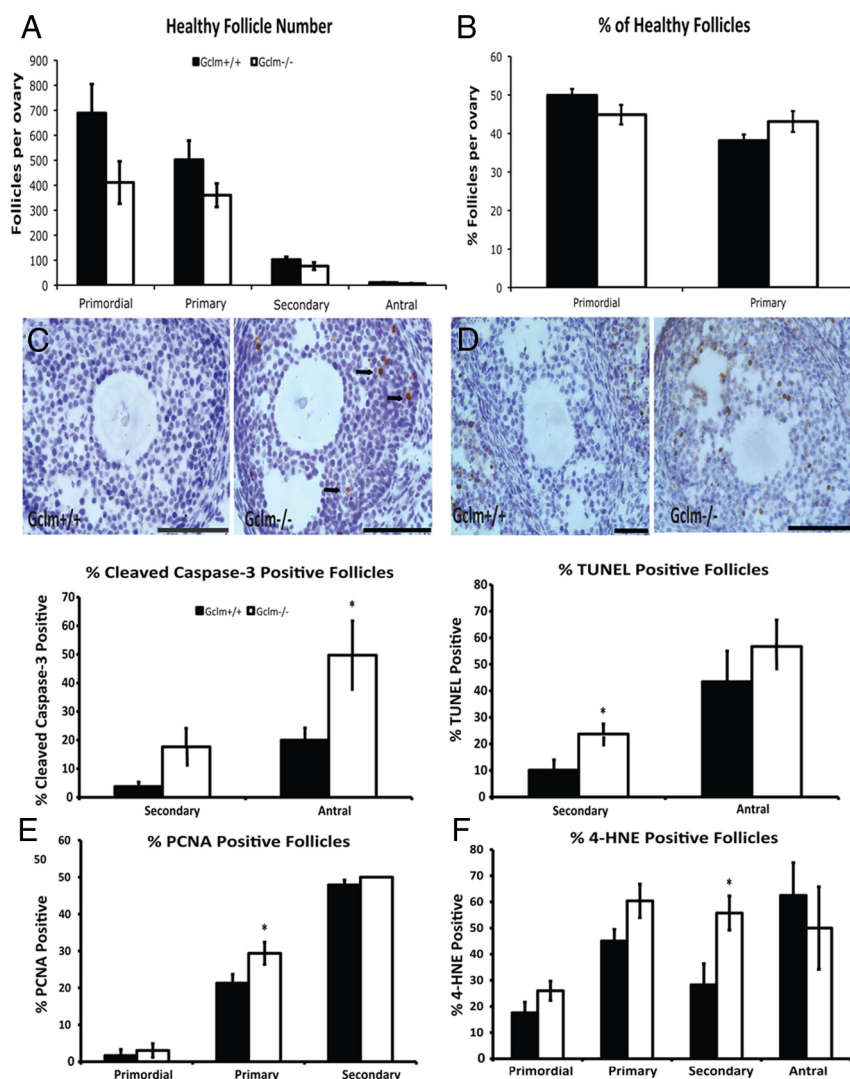 A
Healthy Follicle Number
Gclm+/+ Gclm-/-
Follicles per ovary
900
800
700
600
500
400
300
200
100
0
Primordial Primary Secondary Antral
B
% of Healthy Follicles
% Follicles per ovary
60
50
40
30
20
10
0
Primordial Primary
C
Gclm+/+
Gclm-/-
D
Gclm+/+
Gclm-/-
% Cleaved Caspase-3 Positive Follicles
Gclm+/+ Gclm-/-
% Cleaved Caspase-3 Positive
70
60
50
40
30
20
10
0
*
Secondary Antral
% TUNEL Positive Follicles
% TUNEL Positive
80
70
60
50
40
30
20
10
0
*
Secondary Antral
E
% PCNA Positive Follicles
% PCNA Positive
60
50
50
40
30
20
10
0
*
Primordial Primary Secondary
F
% 4-HNE Positive Follicles
% 4-HNE Positive
80
70
60
50
40
30
20
10
0
*
Primordial Primary Secondary Antral